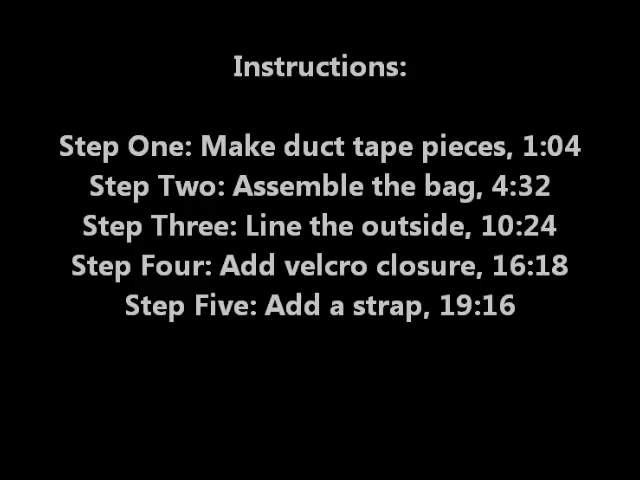 Instructions:
Step One: Make duct tape pieces, 1:04
Step Two: Assemble the bag, 4:32
Step Three: Line the outside, 10:24
Step Four: Add velcro closure, 16:18
Step Five: Add a strap, 19:16